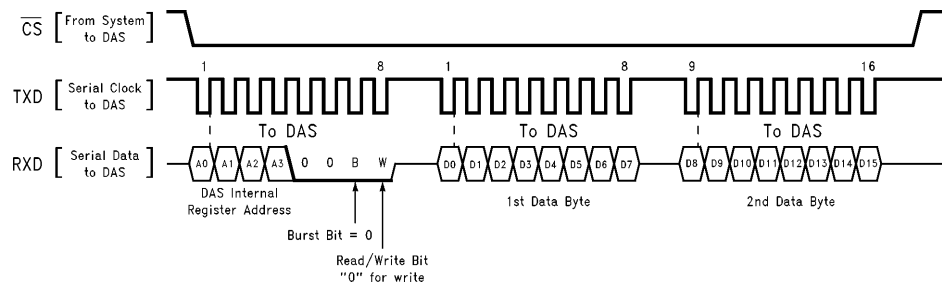 CS [ From System to DAS ]
1 8 1 8 9 16
TXD [ Serial Clock to DAS ]
To DAS To DAS To DAS
RXD [ Serial Data to DAS ]
A0 A1 A2 A3 0 0 B W D0 D1 D2 D3 D4 D5 D6 D7 D8 D9 D10 D11 D12 D13 D14 D15
DAS Internal
Register Address
1st Data Byte 2nd Data Byte
Burst Bit = 0
Read/Write Bit
"0" for write